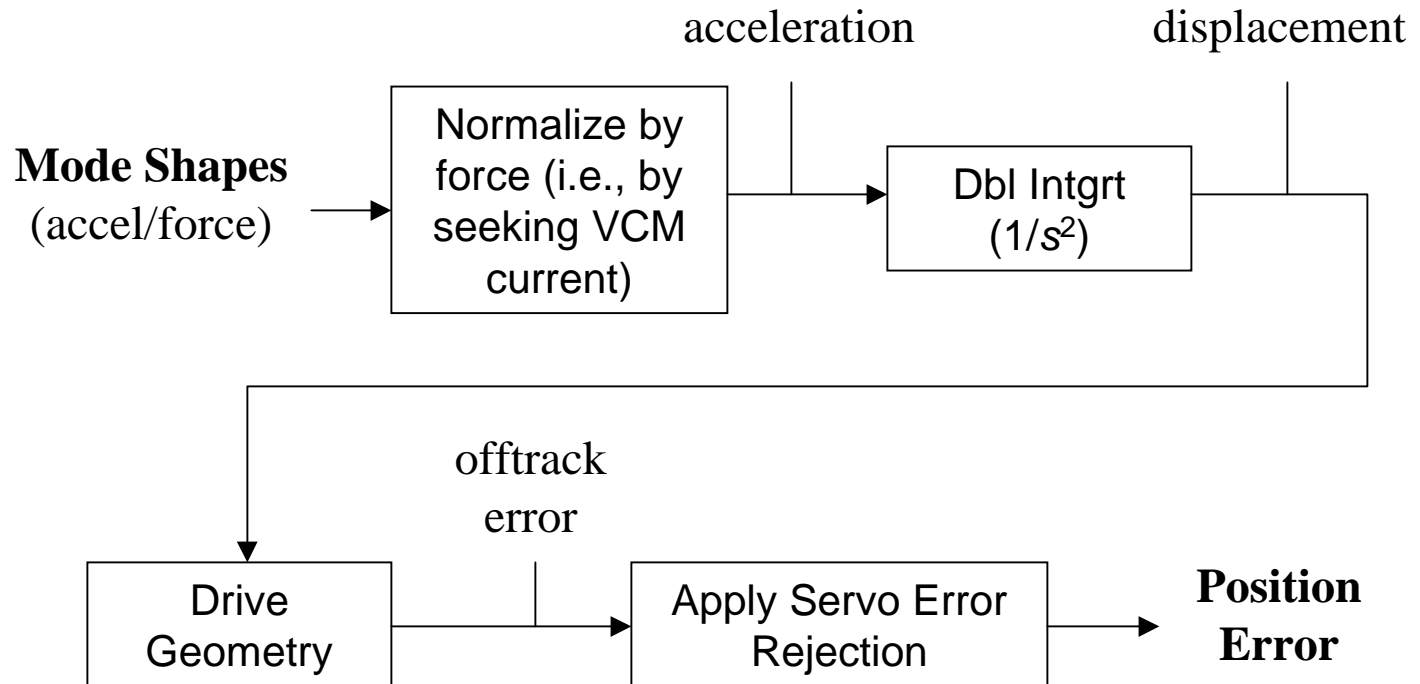 acceleration
displacement
Mode Shapes
(accel/force)
Normalize by
force (i.e., by
seeking VCM
current)
Dbl Intgrt
(1/s²)
offtrack
error
Drive
Geometry
Apply Servo Error
Rejection
Position
Error